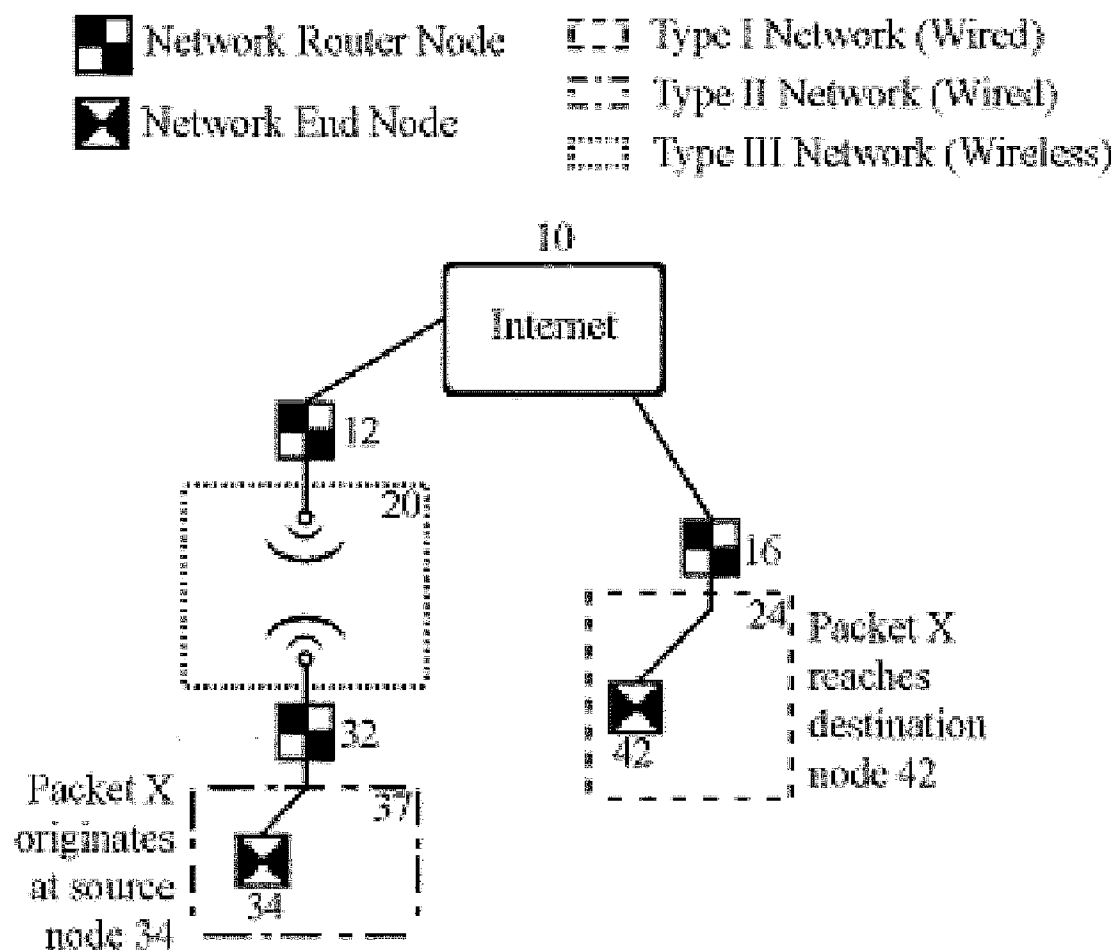 Network Router Node
Type I Network (Wired)
Type II Network (Wired)
Network End Node
Type III Network (Wireless)
10
Internet
12
20
16
24
Packet X
reaches
destination
node 42
42
32
37
Packet X
originates
at source
node 34
34